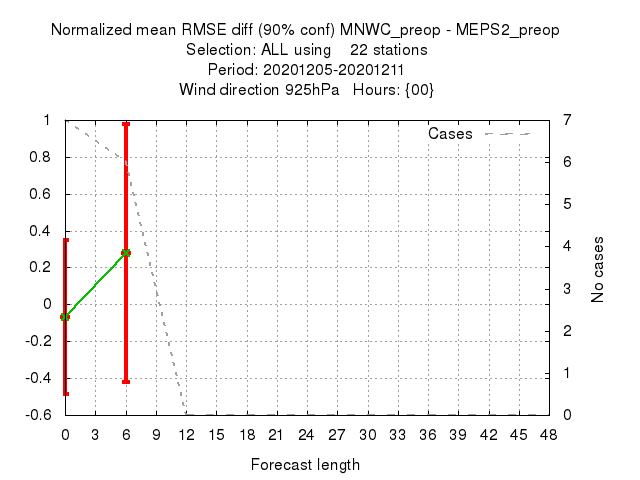 Normalized mean RMSE diff (90% conf) MNWC_preop - MEPS2_preop
Selection: ALL using    22 stations
Period: 20201205-20201211
Wind direction 925hPa   Hours: {00}
Cases
1
0.8
0.6
0.4
0.2
0
-0.2
-0.4
-0.6
7
6
5
4
3
2
1
0
No cases
0 3 6 9 12 15 18 21 24 27 30 33 36 39 42 45 48
Forecast length